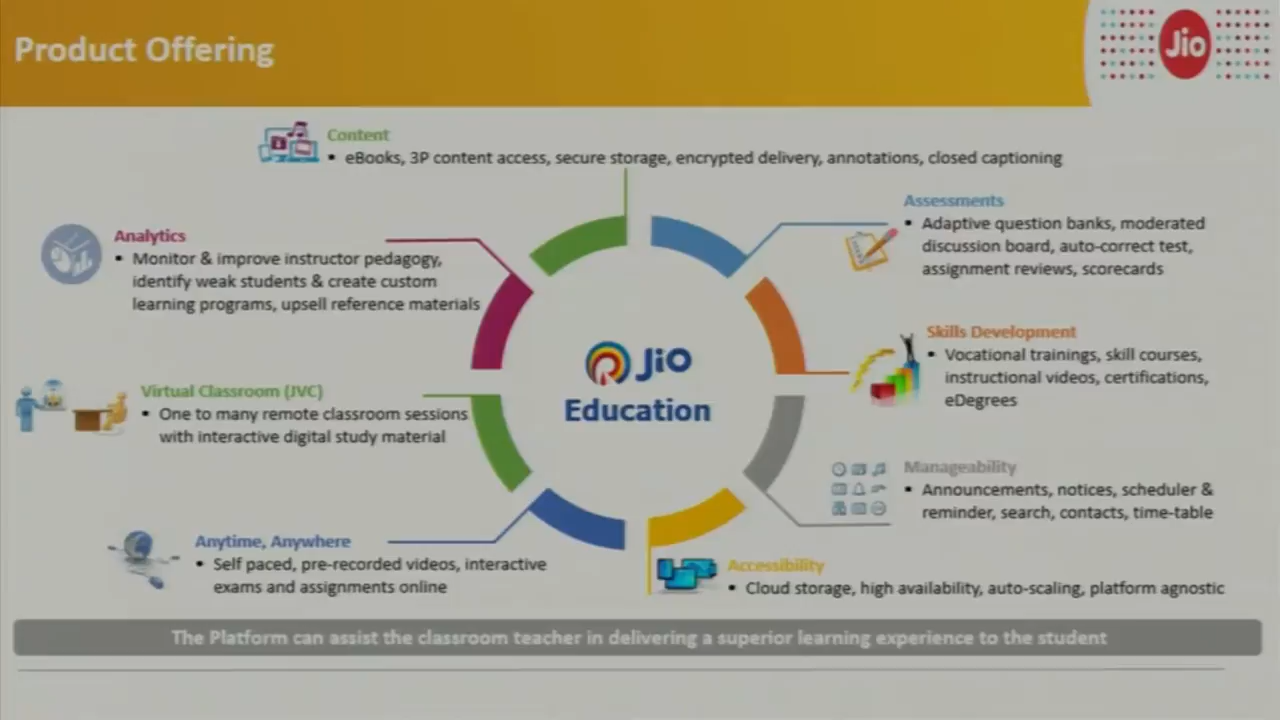 Product Offering
Jio
Content
• eBooks, 3P content access, secure storage, encrypted delivery, annotations, closed captioning
Assessments
• Adaptive question banks, moderated
discussion board, auto-correct test,
assignment reviews, scorecards
Analytics
• Monitor & improve instructor pedagogy,
identify weak students & create custom
learning programs, upsell reference materials
Skills Development
• Vocational trainings, skill courses,
instructional videos, certifications,
eDegrees
Jio
Education
Virtual Classroom (JVC)
• One to many remote classroom sessions
with interactive digital study material
Manageability
• Announcements, notices, scheduler &
reminder, search, contacts, time-table
Anytime, Anywhere
• Self paced, pre-recorded videos, interactive
exams and assignments online
Accessibility
• Cloud storage, high availability, auto-scaling, platform agnostic
The Platform can assist the classroom teacher in delivering a superior learning experience to the student